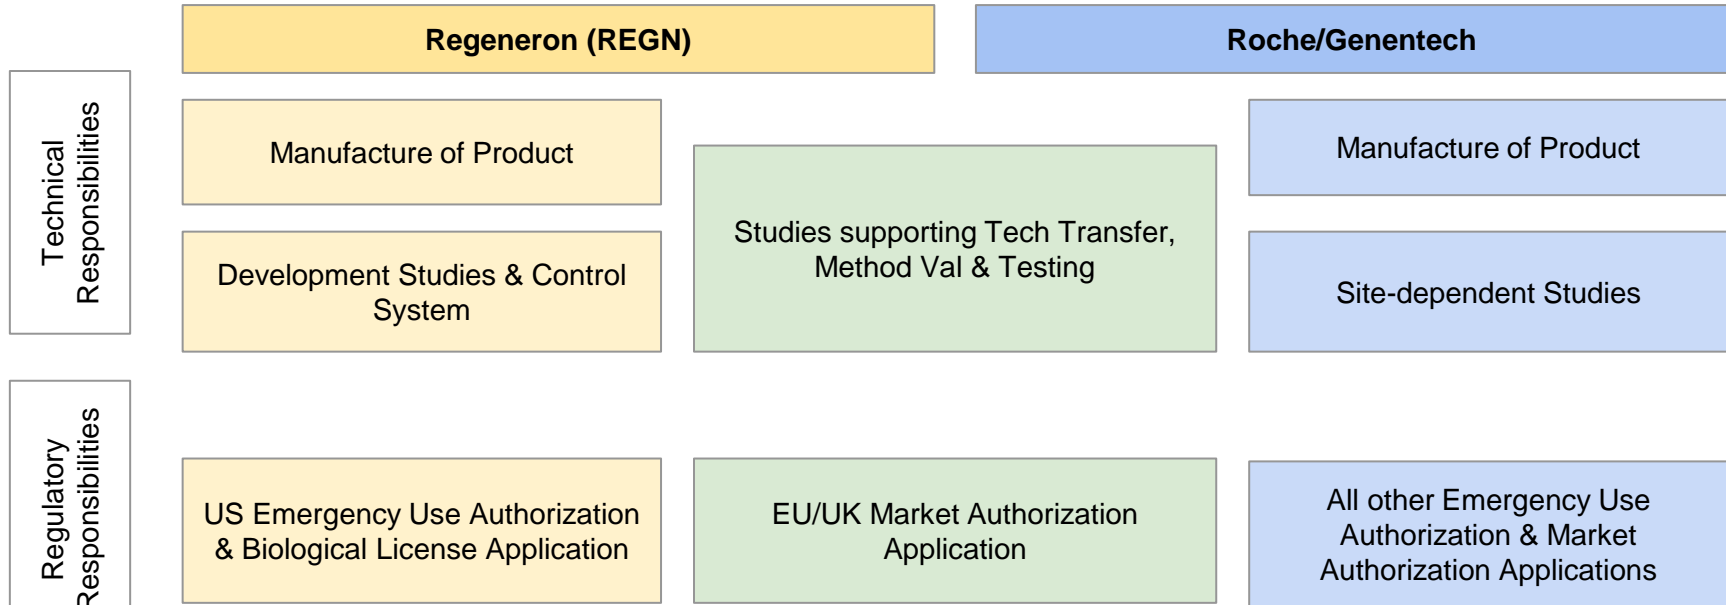 Regeneron (REGN)
Roche/Genentech
Technical
Responsibilities
Manufacture of Product
Development Studies & Control
System
Studies supporting Tech Transfer,
Method Val & Testing
Manufacture of Product
Site-dependent Studies
Regulatory
Responsibilities
US Emergency Use Authorization
& Biological License Application
EU/UK Market Authorization
Application
All other Emergency Use
Authorization & Market
Authorization Applications